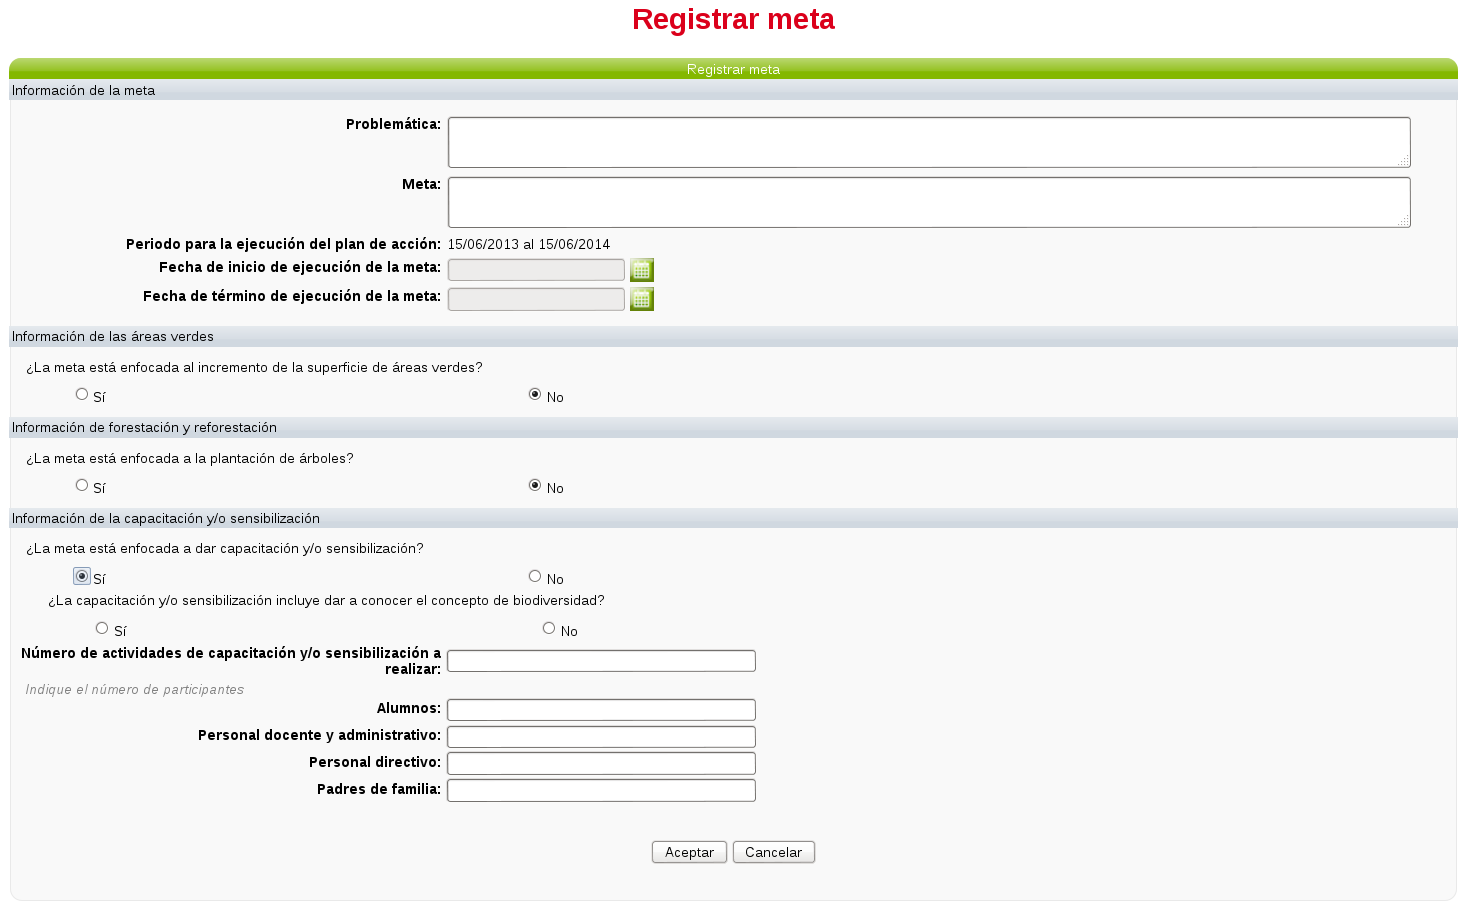 Registrar meta
Registrar meta
Información de la meta
Problemática:
Meta:
Periodo para la ejecución del plan de acción: 15/06/2013 al 15/06/2014
Fecha de inicio de ejecución de la meta:
Fecha de término de ejecución de la meta:
Información de las áreas verdes
¿La meta está enfocada al incremento de la superficie de áreas verdes?
Sí No
Información de forestación y reforestación
¿La meta está enfocada a la plantación de árboles?
Sí No
Información de la capacitación y/o sensibilización
¿La meta está enfocada a dar capacitación y/o sensibilización?
Sí No
¿La capacitación y/o sensibilización incluye dar a conocer el concepto de biodiversidad?
Sí No
Número de actividades de capacitación y/o sensibilización a
realizar:
Indique el número de participantes
Alumnos:
Personal docente y administrativo:
Personal directivo:
Padres de familia:
Aceptar Cancelar